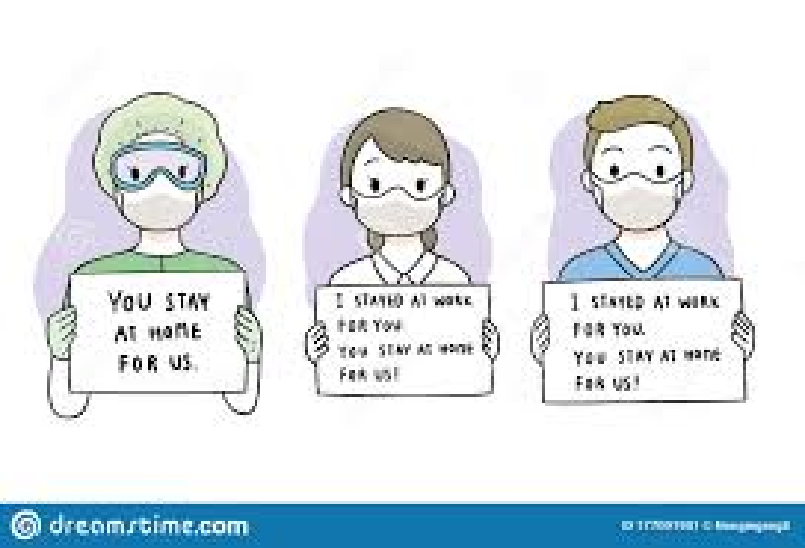 YOU STAY
AT HOME
FOR US.
I STAYED AT WORK
FOR YOU
YOU STAY AT HOME
FOR US!
I STAYED AT WORK
FOR YOU.
YOU STAY AT HOME
FOR US!
dreamstime.com
ID ©